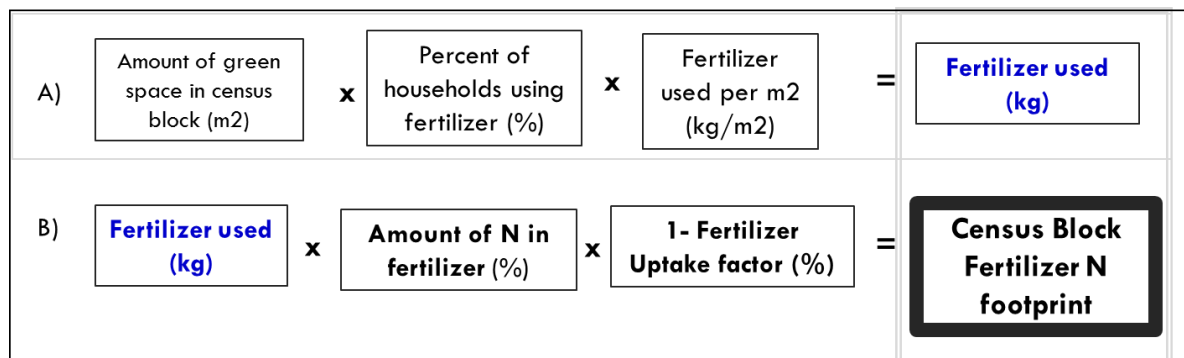 A)
Amount of green
space in census
block (m2)
x
Percent of
households using
fertilizer (%)
x
Fertilizer
used per m2
(kg/m2)
=
Fertilizer used
(kg)
B)
Fertilizer used
(kg)
x
Amount of N in
fertilizer (%)
x
1- Fertilizer
Uptake factor (%)
=
Census Block
Fertilizer N
footprint